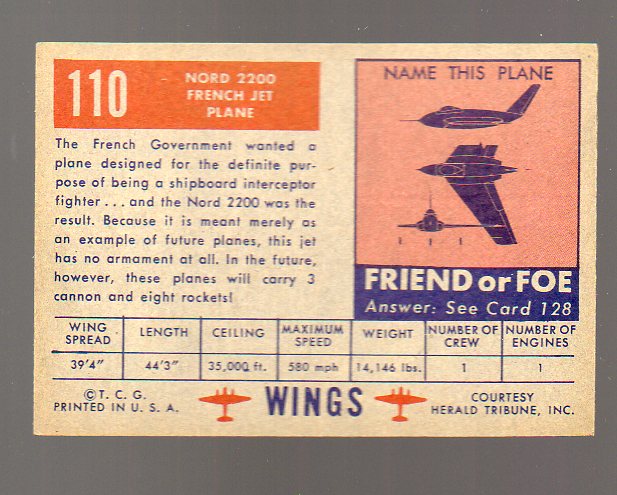 110
NORD 2200
FRENCH JET
PLANE
The French Government wanted a
plane designed for the definite pur-
pose of being a shipboard interceptor
fighter . . . and the Nord 2200 was the
result. Because it is meant merely as
an example of future planes, this jet
has no armament at all. In the future,
however, these planes will carry 3
cannon and eight rockets!
NAME THIS PLANE
FRIEND or FOE
Answer: See Card 128
WING SPREAD LENGTH CEILING MAXIMUM SPEED WEIGHT NUMBER OF CREW NUMBER OF ENGINES
39'4" 44'3" 35,000 ft. 580 mph 14,146 lbs. 1 1
© T. C. G.
PRINTED IN U. S. A.
WINGS
COURTESY
HERALD TRIBUNE, INC.